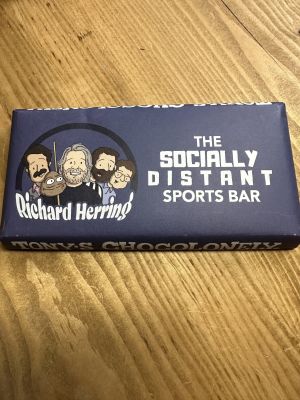 THE
SOCIALLY
DISTANT
SPORTS BAR
Richard Herring
TONY'S CHOCOLONELY